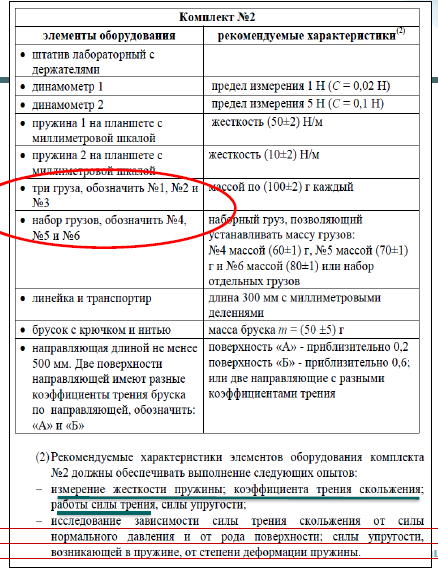 Комплект №2
элементы оборудования рекомендуемые характеристики(2)
• штатив лабораторный с
держателями
• динамометр 1 предел измерения 1 Н (C = 0,02 Н)
• динамометр 2 предел измерения 5 Н (C = 0,1 Н)
• пружина 1 на планшете с
миллиметровой шкалой
жесткость (50±2) Н/м
• пружина 2 на планшете с
миллиметровой шкалой
жесткость (10±2) Н/м
• три груза, обозначить №1, №2 и
№3
массой по (100±2) г каждый
• набор грузов, обозначить №4,
№5 и №6
наборный груз, позволяющий
устанавливать массу грузов:
№4 массой (60±1) г, №5 массой (70±1)
г и №6 массой (80±1) или набор
отдельных грузов
• линейка и транспортир
длина 300 мм с миллиметровыми
делениями
• брусок с крючком и нитью масса бруска m = (50 ±5) г
• направляющая длиной не менее
500 мм. Две поверхности
направляющей имеют разные
коэффициенты трения бруска
по направляющей, обозначить:
«А» и «Б»
поверхность «А» - приблизительно 0,2
поверхность «Б» - приблизительно 0,6;
или две направляющие с разными
коэффициентами трения
(2) Рекомендуемые характеристики элементов оборудования комплекта
№2 должны обеспечивать выполнение следующих опытов:
– измерение жесткости пружины; коэффициента трения скольжения;
работы силы трения, силы упругости;
– исследование зависимости силы трения скольжения от силы
нормального давления и от рода поверхности; силы упругости,
возникающей в пружине, от степени деформации пружины.